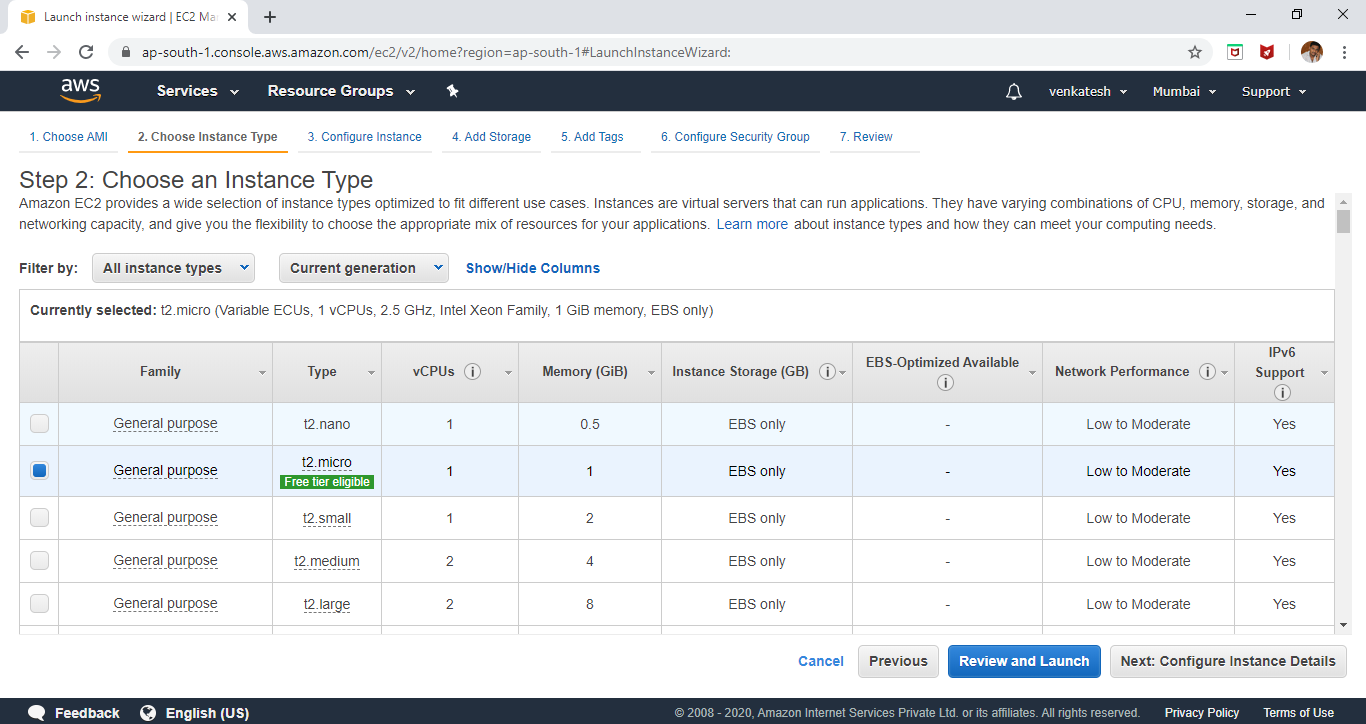 Launch instance wizard | EC2 Ma
ap-south-1.console.aws.amazon.com/ec2/v2/home?region=ap-south-1#LaunchInstanceWizard:
aws Services Resource Groups venkatesh Mumbai Support
1. Choose AMI 2. Choose Instance Type 3. Configure Instance 4. Add Storage 5. Add Tags 6. Configure Security Group 7. Review
Step 2: Choose an Instance Type
Amazon EC2 provides a wide selection of instance types optimized to fit different use cases. Instances are virtual servers that can run applications. They have varying combinations of CPU, memory, storage, and
networking capacity, and give you the flexibility to choose the appropriate mix of resources for your applications. Learn more about instance types and how they can meet your computing needs.
Filter by: All instance types Current generation Show/Hide Columns
Currently selected: t2.micro (Variable ECUs, 1 vCPUs, 2.5 GHz, Intel Xeon Family, 1 GiB memory, EBS only)
Family Type vCPUs Memory (GiB) Instance Storage (GB) EBS-Optimized Available Network Performance IPv6 Support
General purpose t2.nano 1 0.5 EBS only - Low to Moderate Yes
General purpose t2.micro 1 1 EBS only - Low to Moderate Yes
Free tier eligible
General purpose t2.small 1 2 EBS only - Low to Moderate Yes
General purpose t2.medium 2 4 EBS only - Low to Moderate Yes
General purpose t2.large 2 8 EBS only - Low to Moderate Yes
Cancel Previous Review and Launch Next: Configure Instance Details
Feedback English (US) © 2008 - 2020, Amazon Internet Services Private Ltd. or its affiliates. All rights reserved. Privacy Policy Terms of Use